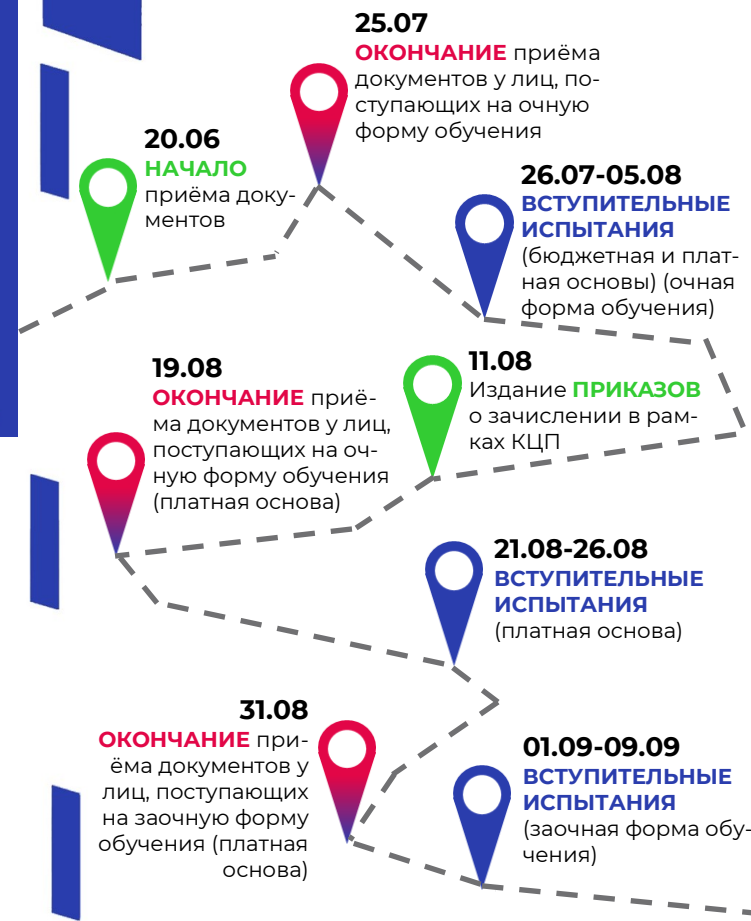 25.07
ОКОНЧАНИЕ приёма
документов у лиц, по-
ступающих на очную
форму обучения
20.06
НАЧАЛО
приёма доку-
ментов
26.07-05.08
ВСТУПИТЕЛЬНЫЕ
ИСПЫТАНИЯ
(бюджетная и плат-
ная основы) (очная
форма обучения)
11.08
Издание ПРИКАЗОВ
о зачислении в рам-
ках КЦП
19.08
ОКОНЧАНИЕ приё-
ма документов у лиц,
поступающих на оч-
ную форму обучения
(платная основа)
21.08-26.08
ВСТУПИТЕЛЬНЫЕ
ИСПЫТАНИЯ
(платная основа)
31.08
ОКОНЧАНИЕ при-
ёма документов у
лиц, поступающих
на заочную форму
обучения (платная
основа)
01.09-09.09
ВСТУПИТЕЛЬНЫЕ
ИСПЫТАНИЯ
(заочная форма обу-
чения)